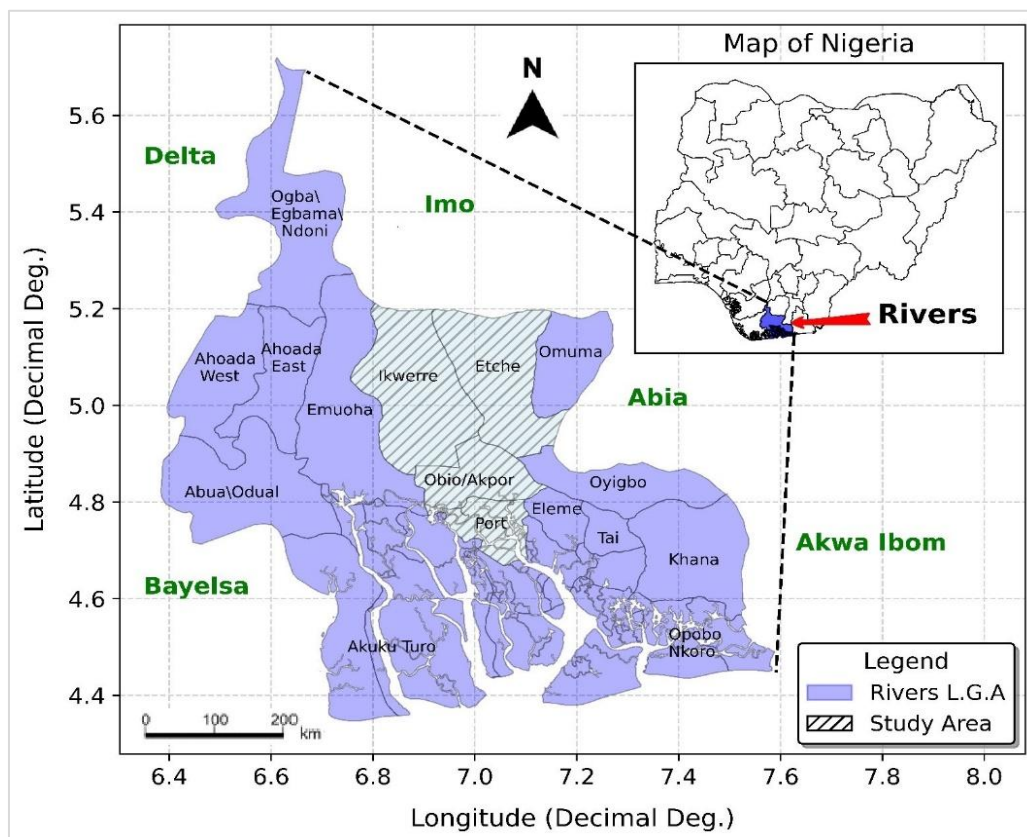 Map of Nigeria
Rivers
N
Delta
Imo
Abia
Akwa Ibom
Bayelsa
Ogba\
Egbama\
Ndoni
Ahoada
West
Ahoada
East
Emuoha
Ikwerre
Etche
Omuma
Abua\Odual
Obio/Akpor
Port
Oyigbo
Eleme
Tai
Khana
Akuku Turo
Opobo
Nkoro
Legend
Rivers L.G.A
Study Area
0 100 200
km
Latitude (Decimal Deg.)
5.6
5.4
5.2
5.0
4.8
4.6
4.4
6.4 6.6 6.8 7.0 7.2 7.4 7.6 7.8 8.0
Longitude (Decimal Deg.)